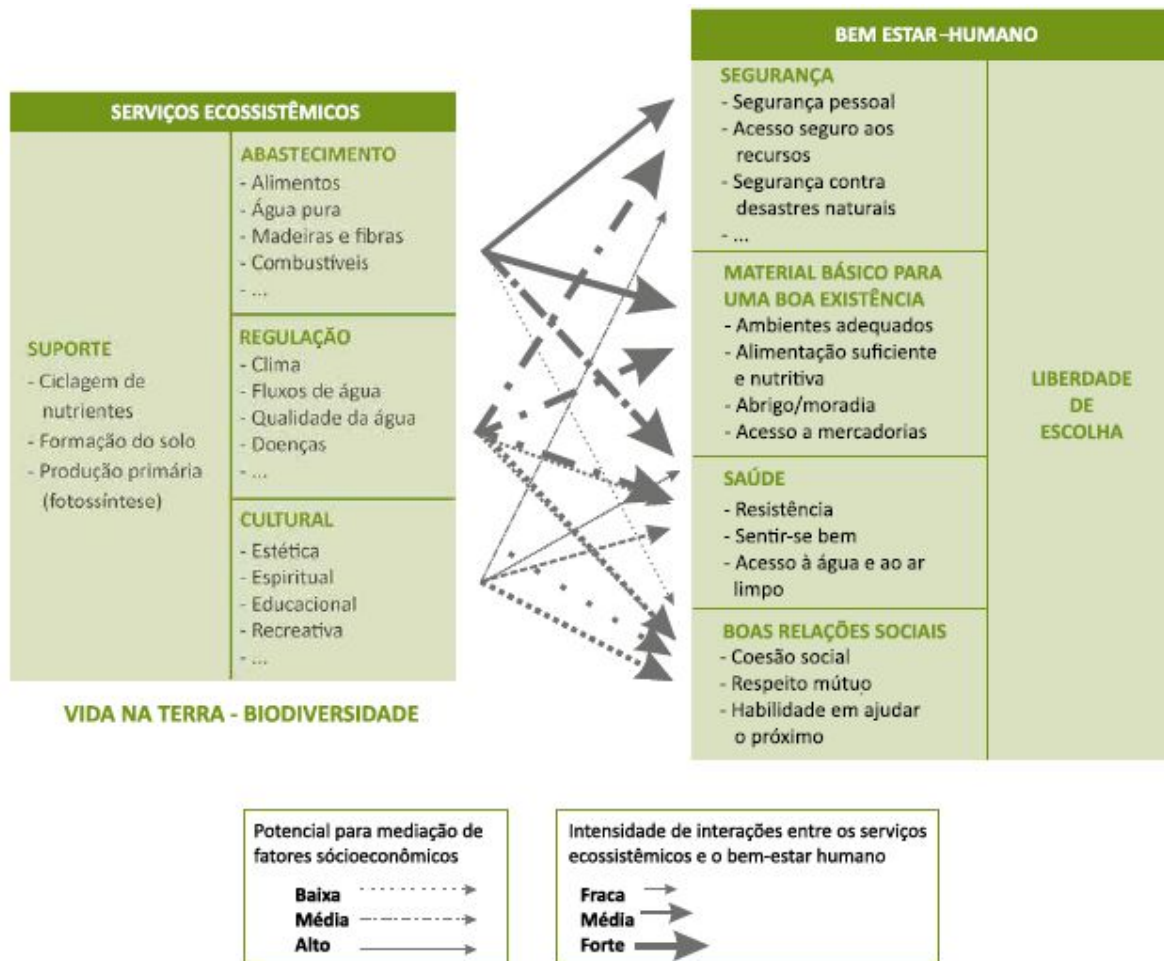 SERVIÇOS ECOSSISTÊMICOS
SUPORTE
- Ciclagem de
nutrientes
- Formação do solo
- Produção primária
(fotossíntese)
ABASTECIMENTO
- Alimentos
- Água pura
- Madeiras e fibras
- Combustíveis
- ...
REGULAÇÃO
- Clima
- Fluxos de água
- Qualidade da água
- Doenças
- ...
CULTURAL
- Estética
- Espiritual
- Educacional
- Recreativa
- ...
VIDA NA TERRA - BIODIVERSIDADE
BEM ESTAR-HUMANO
SEGURANÇA
- Segurança pessoal
- Acesso seguro aos
recursos
- Segurança contra
desastres naturais
- ...
MATERIAL BÁSICO PARA
UMA BOA EXISTÊNCIA
- Ambientes adequados
- Alimentação suficiente
e nutritiva
- Abrigo/moradia
- Acesso a mercadorias
SAÚDE
- Resistência
- Sentir-se bem
- Acesso à água e ao ar
limpo
BOAS RELAÇÕES SOCIAIS
- Coesão social
- Respeito mútuo
- Habilidade em ajudar
o próximo
LIBERDADE
DE
ESCOLHA
Potencial para mediação de
fatores sócioeconômicos
Baixa
Média
Alto
Intensidade de interações entre os serviços
ecossistêmicos e o bem-estar humano
Fraca
Média
Forte